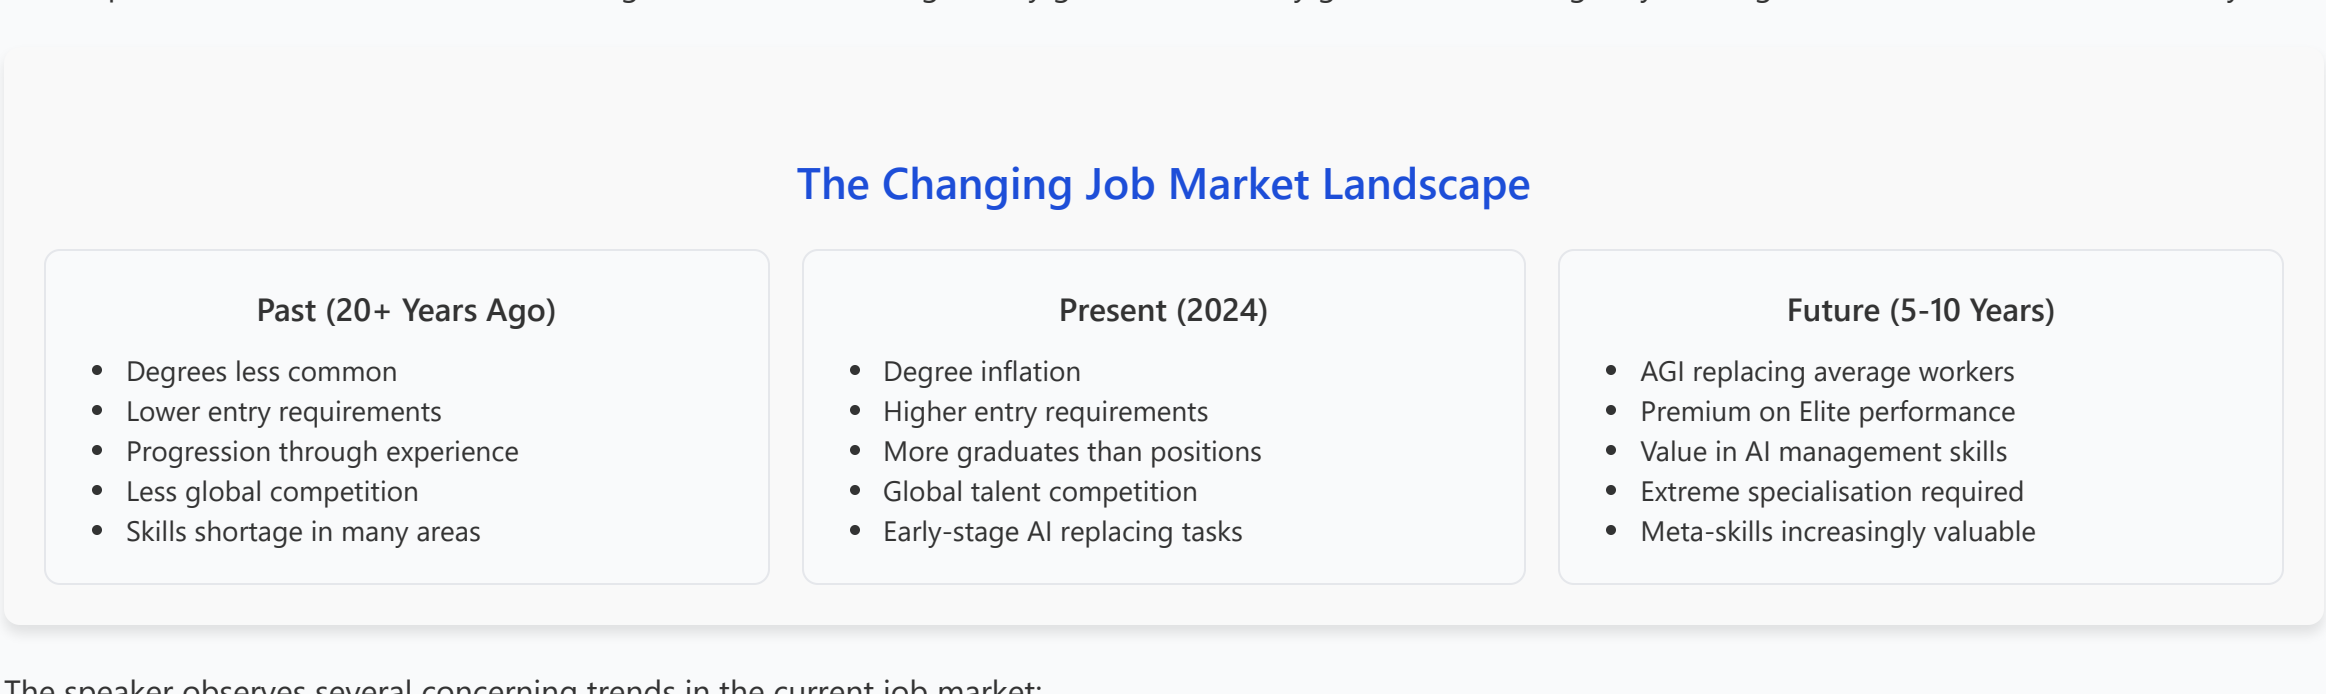 The Changing Job Market Landscape
Past (20+ Years Ago)
Degrees less common
Lower entry requirements
Progression through experience
Less global competition
Skills shortage in many areas
Present (2024)
Degree inflation
Higher entry requirements
More graduates than positions
Global talent competition
Early-stage AI replacing tasks
Future (5-10 Years)
AGI replacing average workers
Premium on Elite performance
Value in AI management skills
Extreme specialisation required
Meta-skills increasingly valuable
The speaker observes several concerning trends in the current job market: